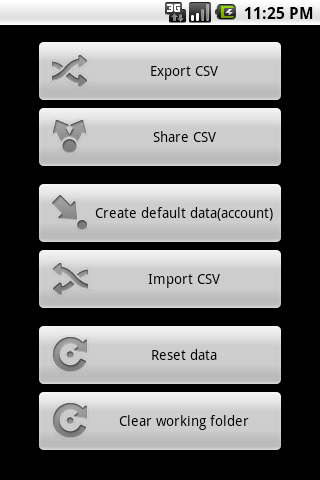 3G 11:25 PM
Export CSV
Share CSV
Create default data(account)
Import CSV
Reset data
Clear working folder